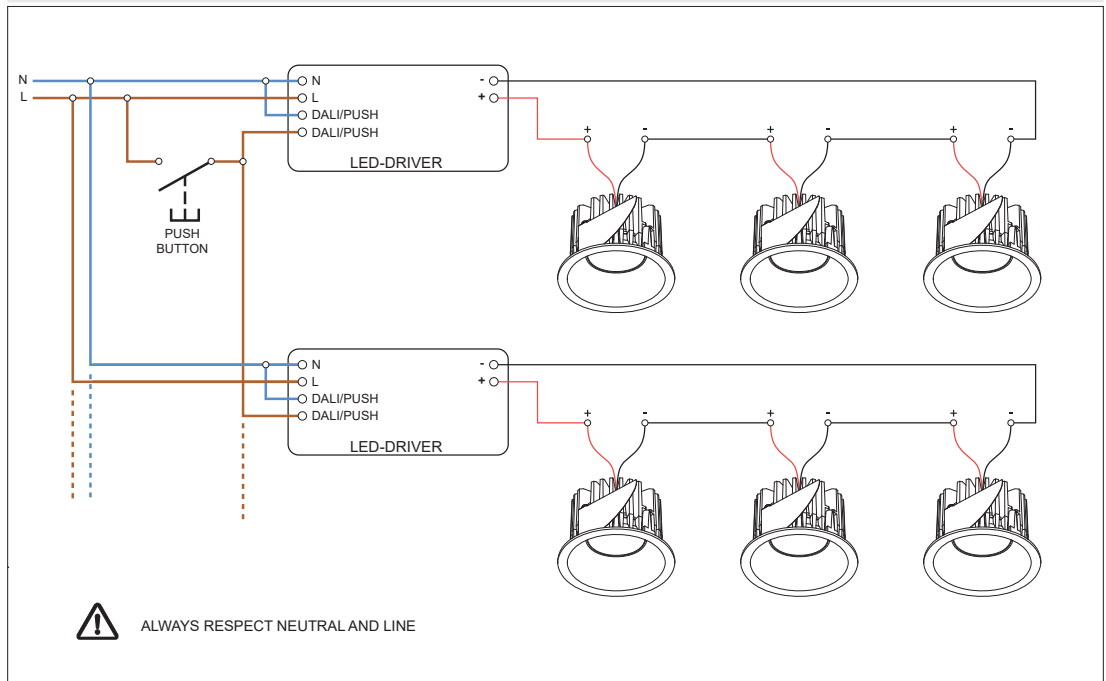 N
L
N
L
DALI/PUSH
DALI/PUSH
LED-DRIVER
-
+
+ - + - + -
PUSH
BUTTON
N
L
DALI/PUSH
DALI/PUSH
LED-DRIVER
-
+
+ - + - + -
ALWAYS RESPECT NEUTRAL AND LINE